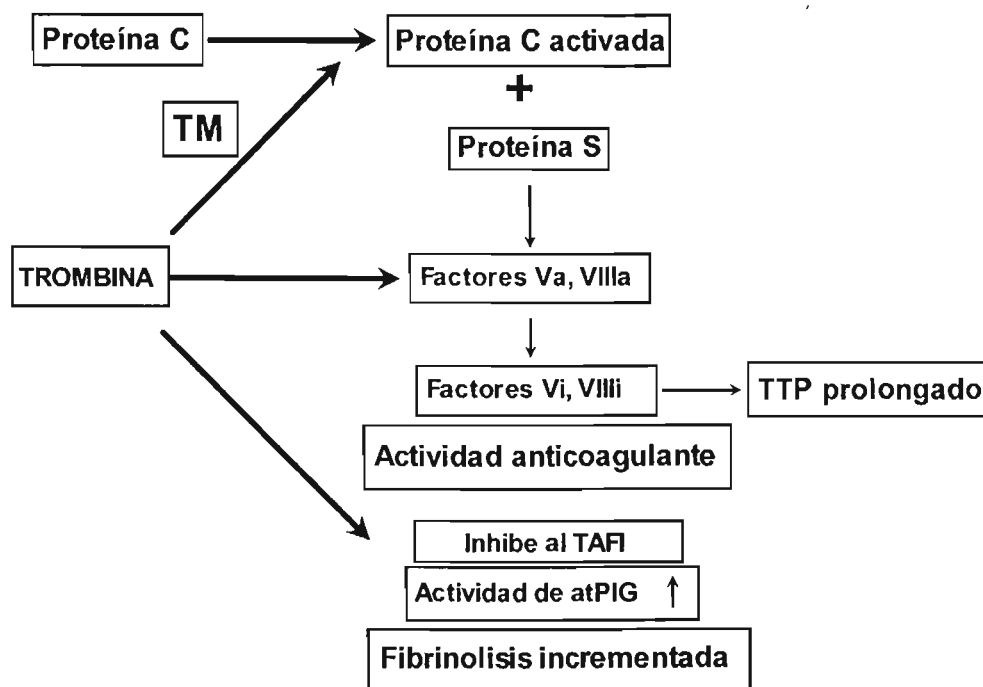 Proteína C
Proteína C activada
+
TM
Proteína S
TROMBINA
Factores Va, VIIIa
Factores Vi, VIIIi
TTP prolongado
Actividad anticoagulante
Inhibe al TAFI
Actividad de atPIG ↑
Fibrinolisis incrementada